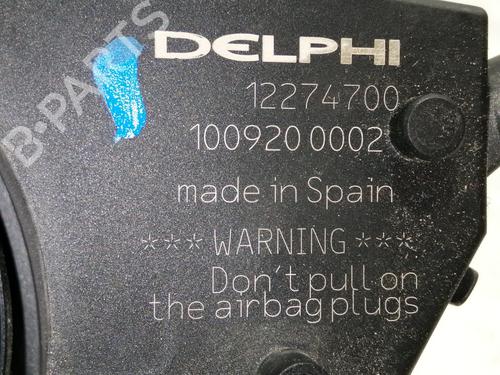 DELPHI
12274700
100920 0002
made in Spain
*** WARNING ***
Don't pull on
the airbag plugs
B-PARTS